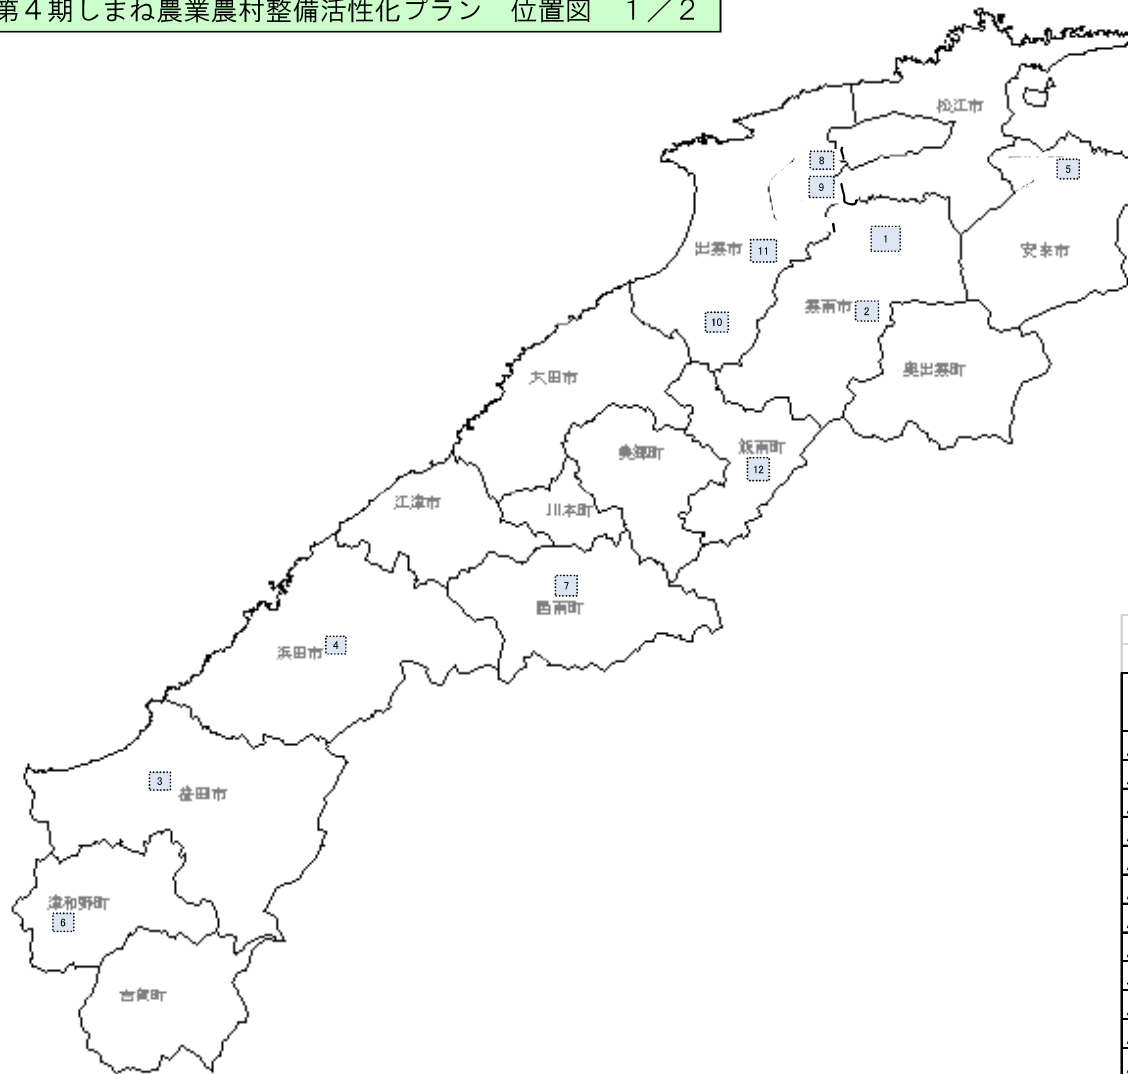 第４期しまね農業農村整備活性化プラン　位置図　１／２
松江市
8
5
9
1
出雲市
11
安来市
雲南市
2
10
奥出雲町
大田市
飯南町
美郷町
12
江津市
川本町
7
邑南町
浜田市
4
3
益田市
津和野町
6
吉賀町